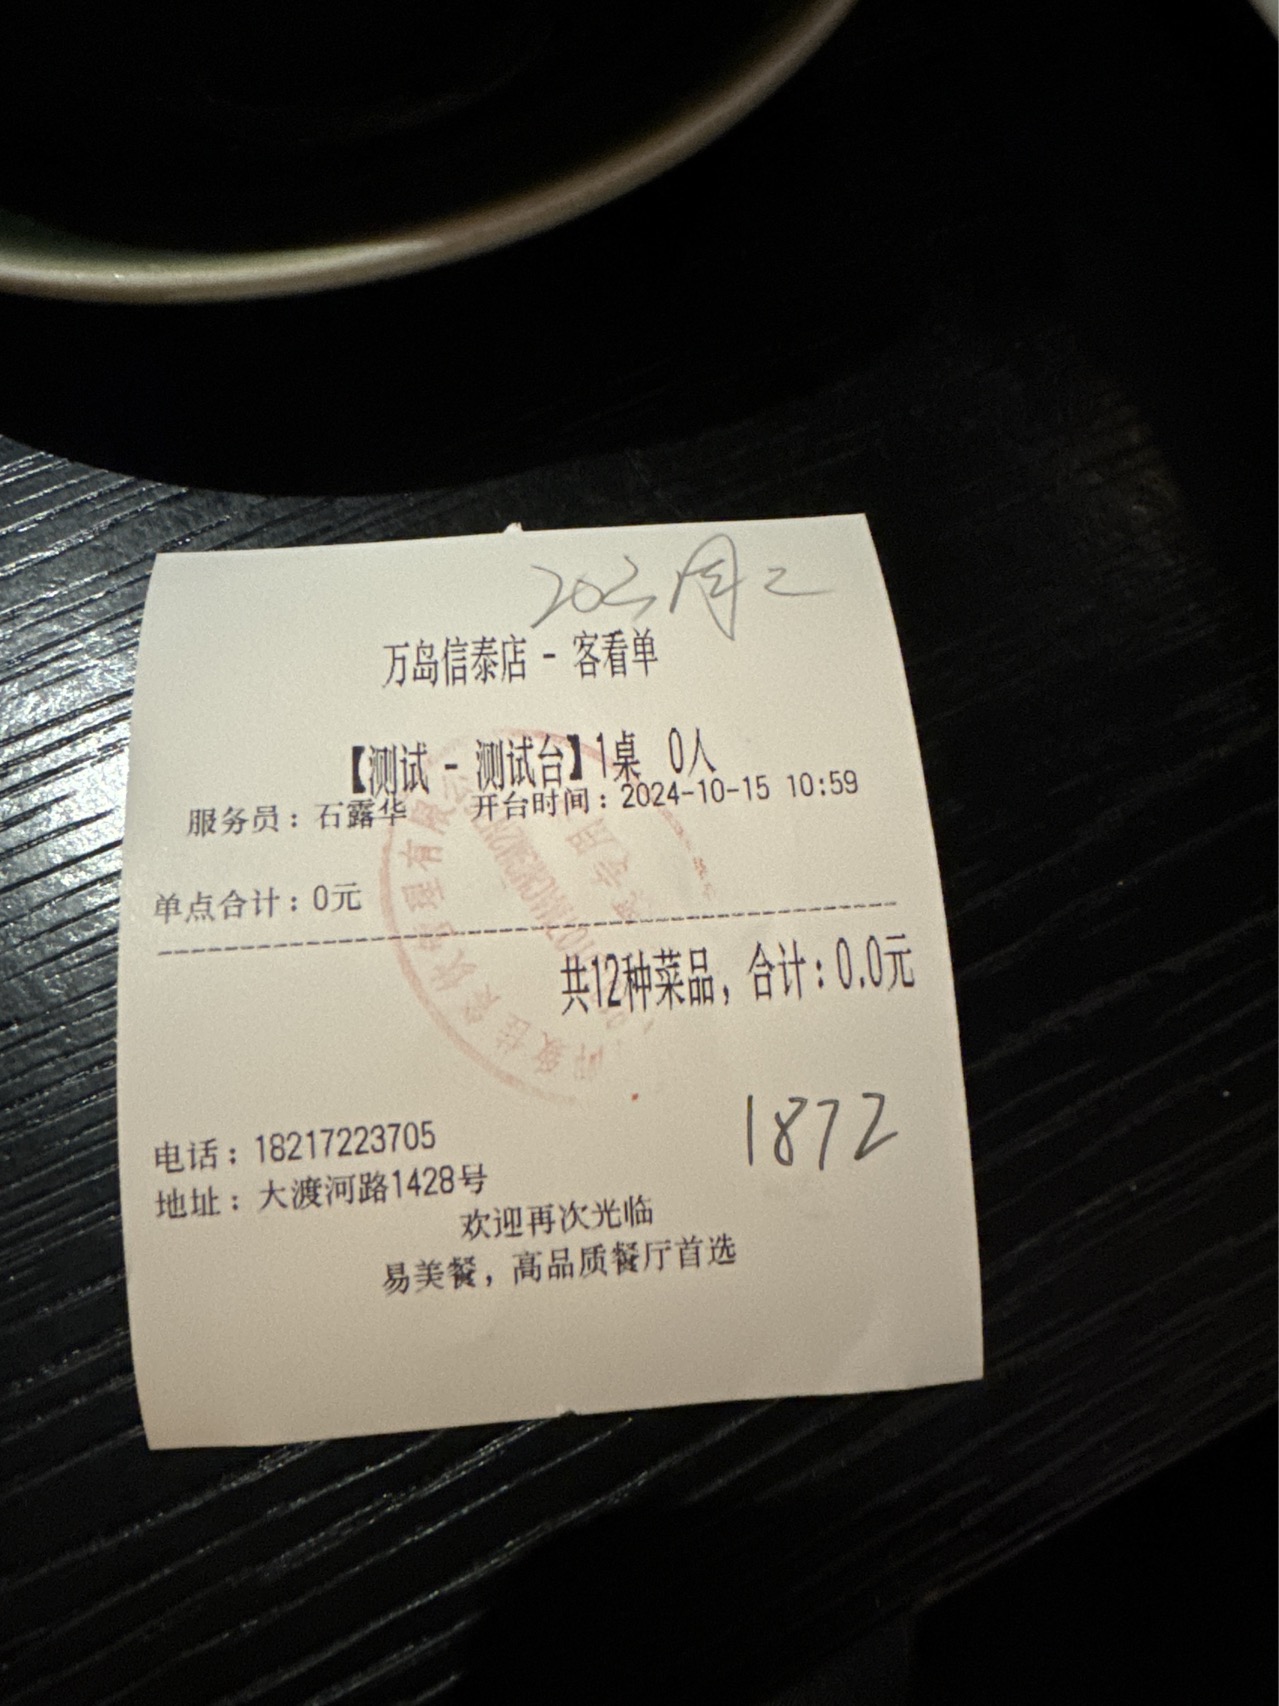 周二
万岛信泰店 - 客看单
【测试 - 测试台】1桌 0人
服务员：石露华 开台时间：2024-10-15 10:59
单点合计：0元
共12种菜品，合计：0.0元
1872
电话：18217223705
地址：大渡河路1428号
欢迎再次光临
易美餐，高品质餐厅首选